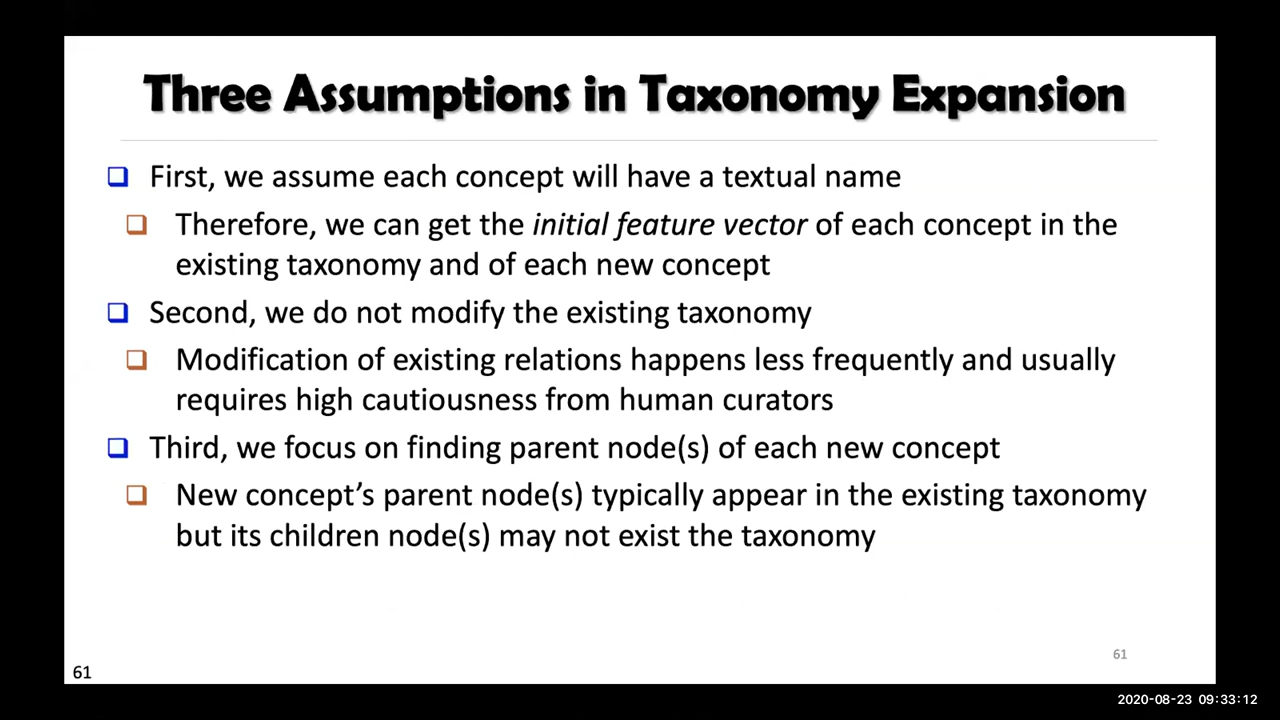 Three Assumptions in Taxonomy Expansion
❑ First, we assume each concept will have a textual name
❑ Therefore, we can get the initial feature vector of each concept in the
existing taxonomy and of each new concept
❑ Second, we do not modify the existing taxonomy
❑ Modification of existing relations happens less frequently and usually
requires high cautiousness from human curators
❑ Third, we focus on finding parent node(s) of each new concept
❑ New concept’s parent node(s) typically appear in the existing taxonomy
but its children node(s) may not exist the taxonomy
61
61
2020-08-23 09:33:12